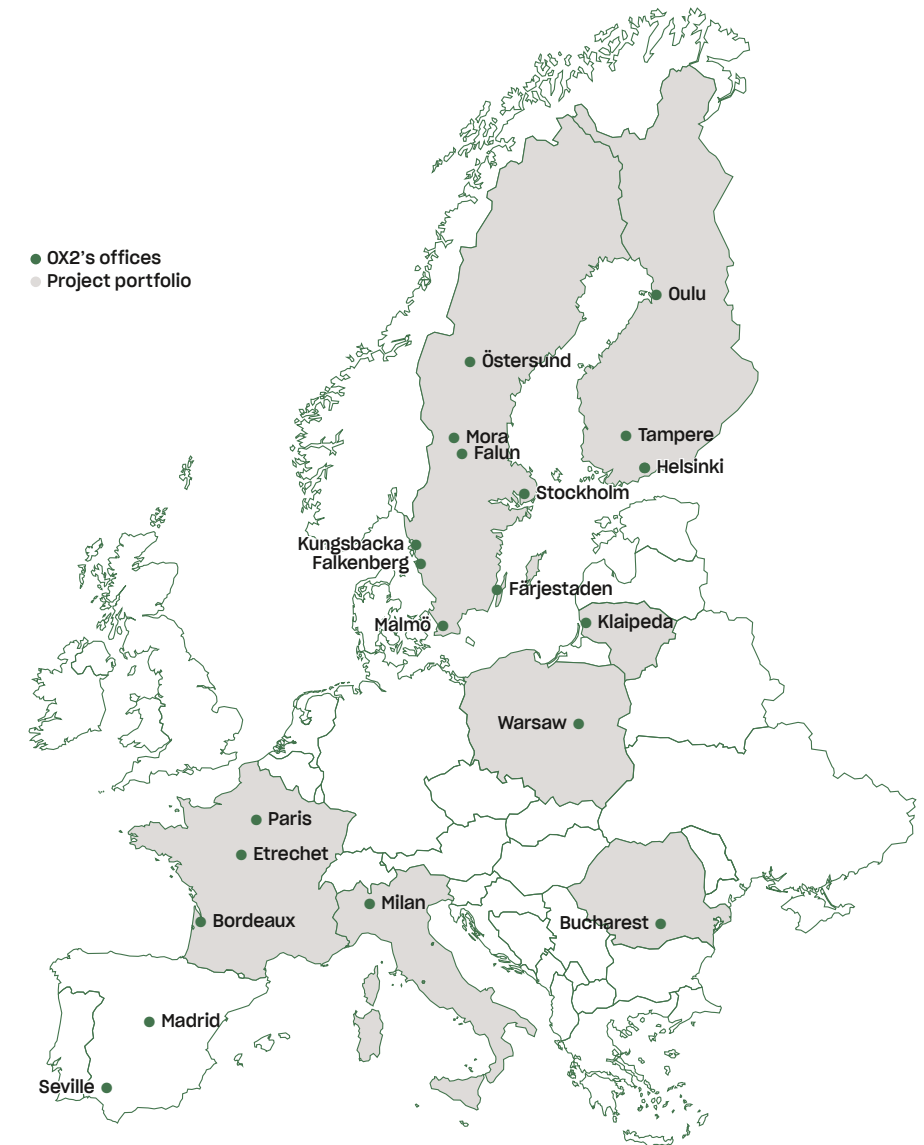 OX2's offices
Project portfolio
Oulu
Östersund
Mora
Tampere
Falun
Helsinki
Stockholm
Kungsbacka
Falkenberg
Färjestaden
Malmö
Klaipeda
Warsaw
Paris
Etrechet
Milan
Bordeaux
Bucharest
Madrid
Seville